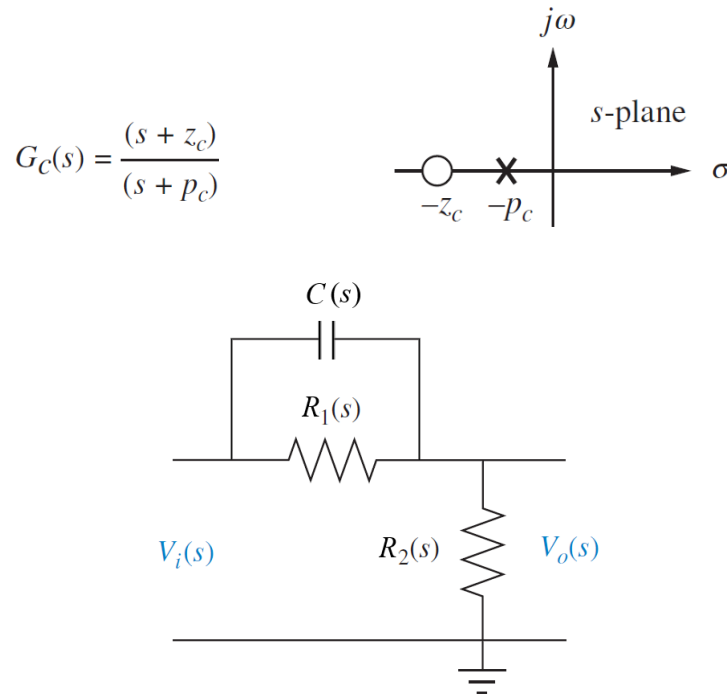 jω
s-plane
G_C(s) = (s + z_c) / (s + p_c)
σ
–z_c –p_c
C(s)
R_1(s)
V_i(s) R_2(s) V_o(s)